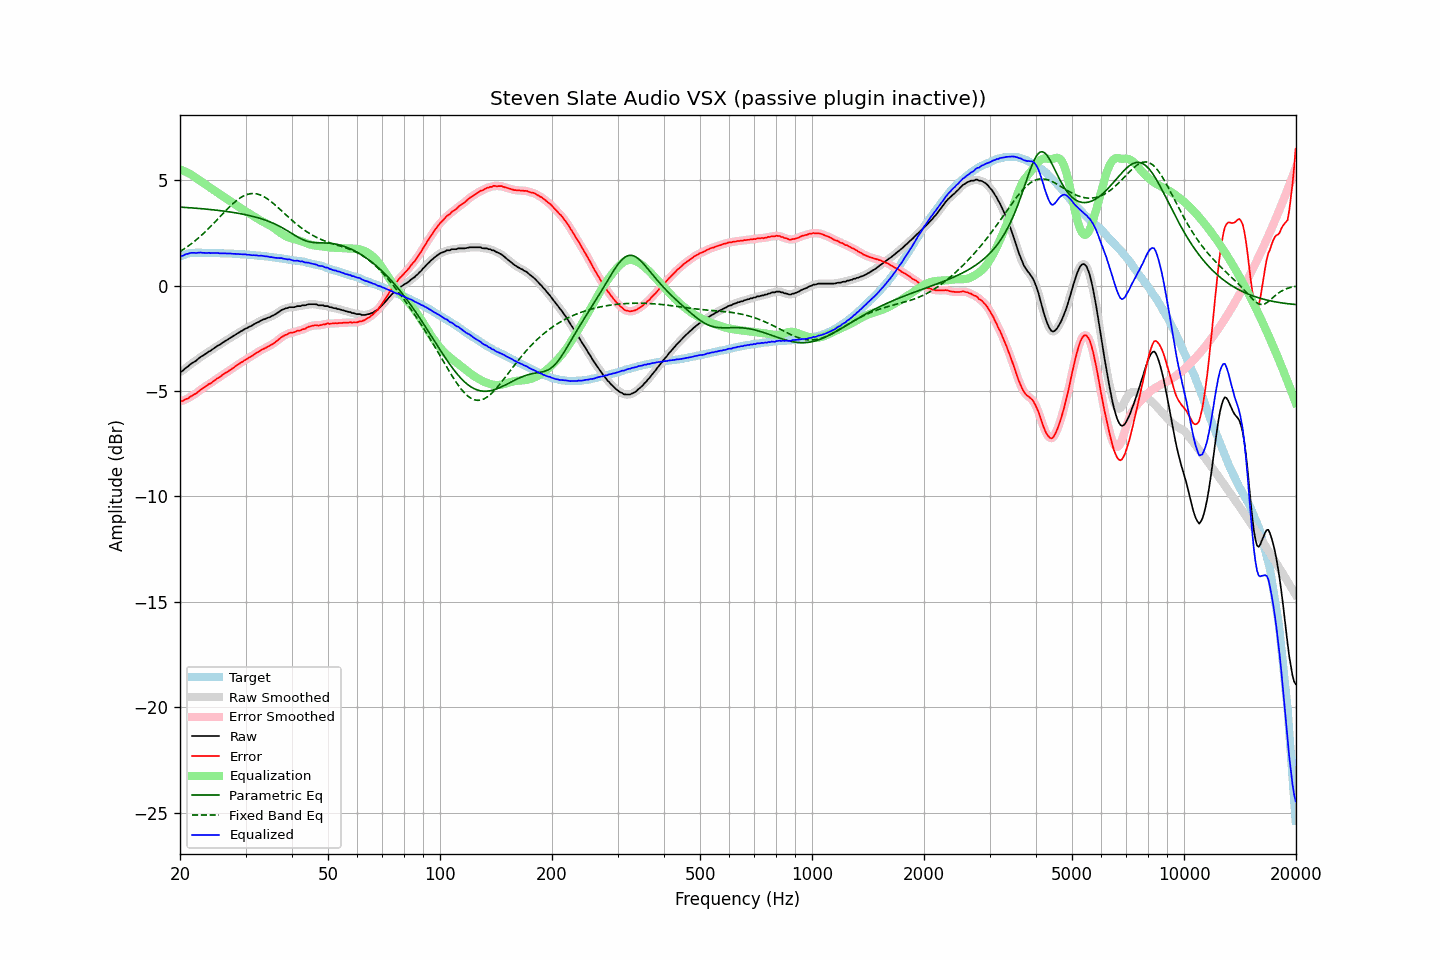 Steven Slate Audio VSX (passive plugin inactive))
Amplitude (dBr)
5
0
−5
−10
−15
−20
−25
Target
Raw Smoothed
Error Smoothed
Raw
Error
Equalization
Parametric Eq
Fixed Band Eq
Equalized
20 50 100 200 500 1000 2000 5000 10000 20000
Frequency (Hz)